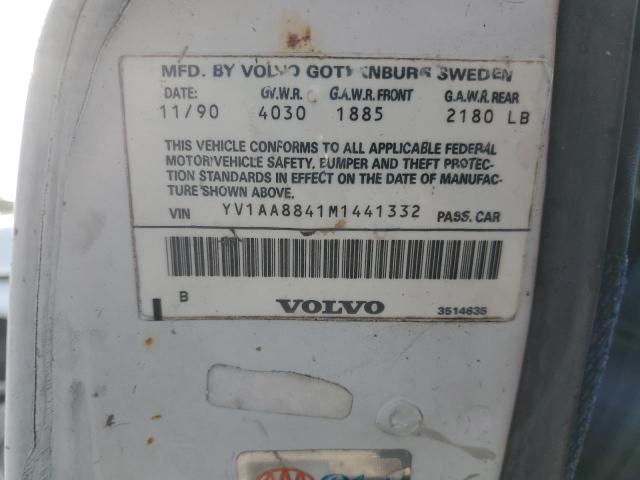 MFD. BY VOLVO GOTHENBURG SWEDEN
DATE: G.V.W.R. G.A.W.R. FRONT G.A.W.R. REAR
11/90 4030 1885 2180 LB
THIS VEHICLE CONFORMS TO ALL APPLICABLE FEDERAL
MOTOR VEHICLE SAFETY, BUMPER AND THEFT PROTEC-
TION STANDARDS IN EFFECT ON THE DATE OF MANUFAC-
TURE SHOWN ABOVE.
VIN YV1AA8841M1441332 PASS. CAR
B VOLVO 3514635
AAA